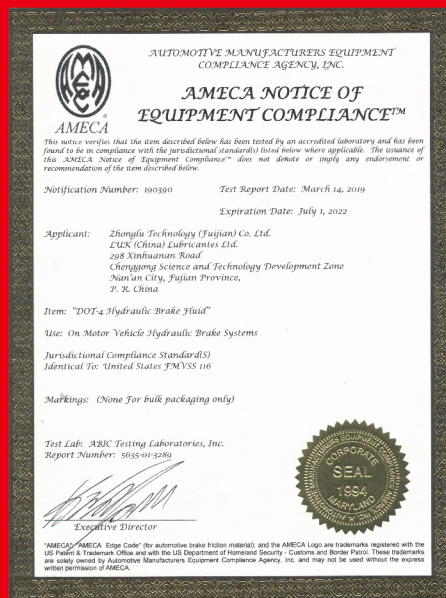 AUTOMOTIVE MANUFACTURERS EQUIPMENT
COMPLIANCE AGENCY, INC.
AMECA
AMECA NOTICE OF
EQUIPMENT COMPLIANCE™
This notice verifies that the item described below has been tested by an accredited laboratory and has been
found to be in compliance with the jurisdictional standard(s) listed below where applicable. The issuance of
this AMECA Notice of Equipment Compliance™ does not denote or imply any endorsement or
recommendation of the item described below.
Notification Number: 190390 Test Report Date: March 14, 2019
Expiration Date: July 1, 2022
Applicant: Zhonglu Technology (Fujian) Co. Ltd.
LUK (China) Lubricantes Ltd.
298 Xinhuanan Road
Chenggong Science and Technology Development Zone
Nan'an City, Fujian Province,
P. R. China
Item: "DOT-4 Hydraulic Brake Fluid"
Use: On Motor Vehicle Hydraulic Brake Systems
Jurisdictional Compliance Standard(S)
Identical To: United States FMVSS 116
Markings: (None For bulk packaging only)
Test Lab: ABIC Testing Laboratories, Inc.
Report Number: 5635-01-3289
Executive Director
CORPORATE
SEAL
1994
MARYLAND
"AMECA", "AMECA Edge Code" (for automotive brake friction material); and the AMECA Logo are trademarks registered with the
US Patent & Trademark Office and with the US Department of Homeland Security - Customs and Border Patrol. These trademarks
are solely owned by Automotive Manufacturers Equipment Compliance Agency, Inc. and may not be used without the express
written permission of AMECA.